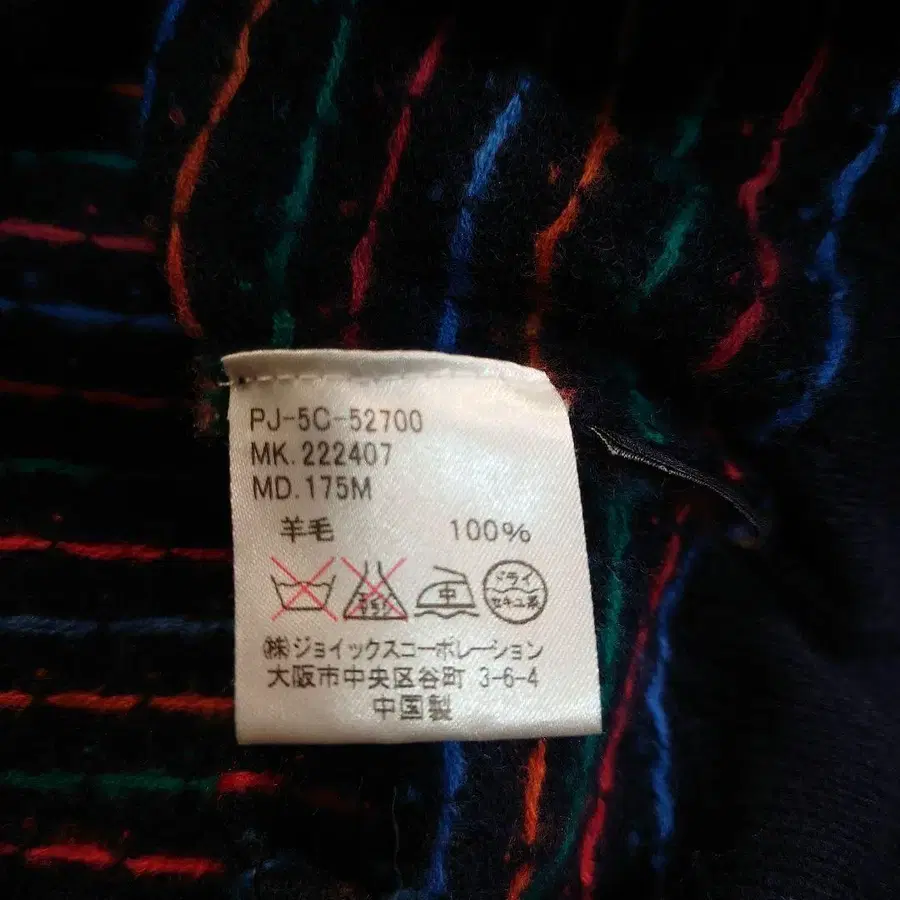 PJ-5C-52700
MK.222407
MD.175M
羊毛 100%
中 ドライ
セキユ系
㈱ジョイックスコーポレーション
大阪市中央区谷町 3-6-4
中国製